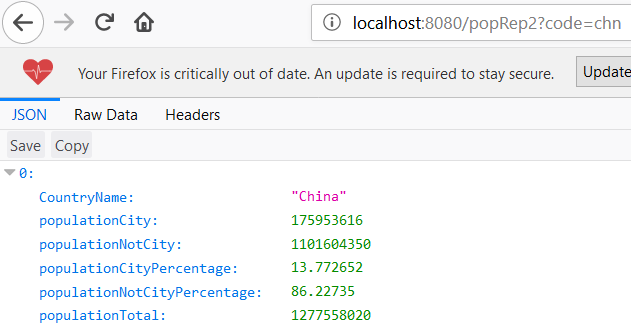 localhost:8080/popRep2?code=chn
Your Firefox is critically out of date. An update is required to stay secure. Update
JSON Raw Data Headers
Save Copy
0:
CountryName: "China"
populationCity: 175953616
populationNotCity: 1101604350
populationCityPercentage: 13.772652
populationNotCityPercentage: 86.22735
populationTotal: 1277558020